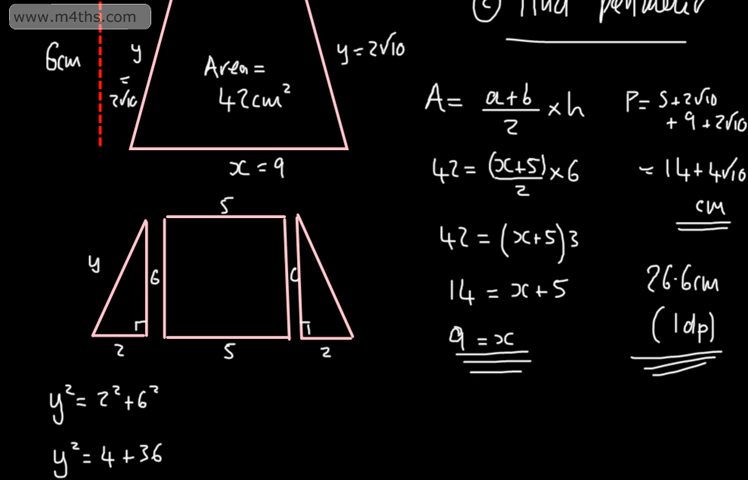 www.m4ths.com
c Find perimeter
6cm
y
=
2√10
Area =
42cm²
y = 2√10
x = 9
A = a+b/2 × h
42 = (x+5)/2 × 6
42 = (x+5)3
14 = x+5
9 = x
P = 5+2√10
+ 9+2√10
= 14+4√10
cm
26.6cm
(1dp)
5
y
6
6
2
5
2
y² = 2²+6²
y² = 4+36